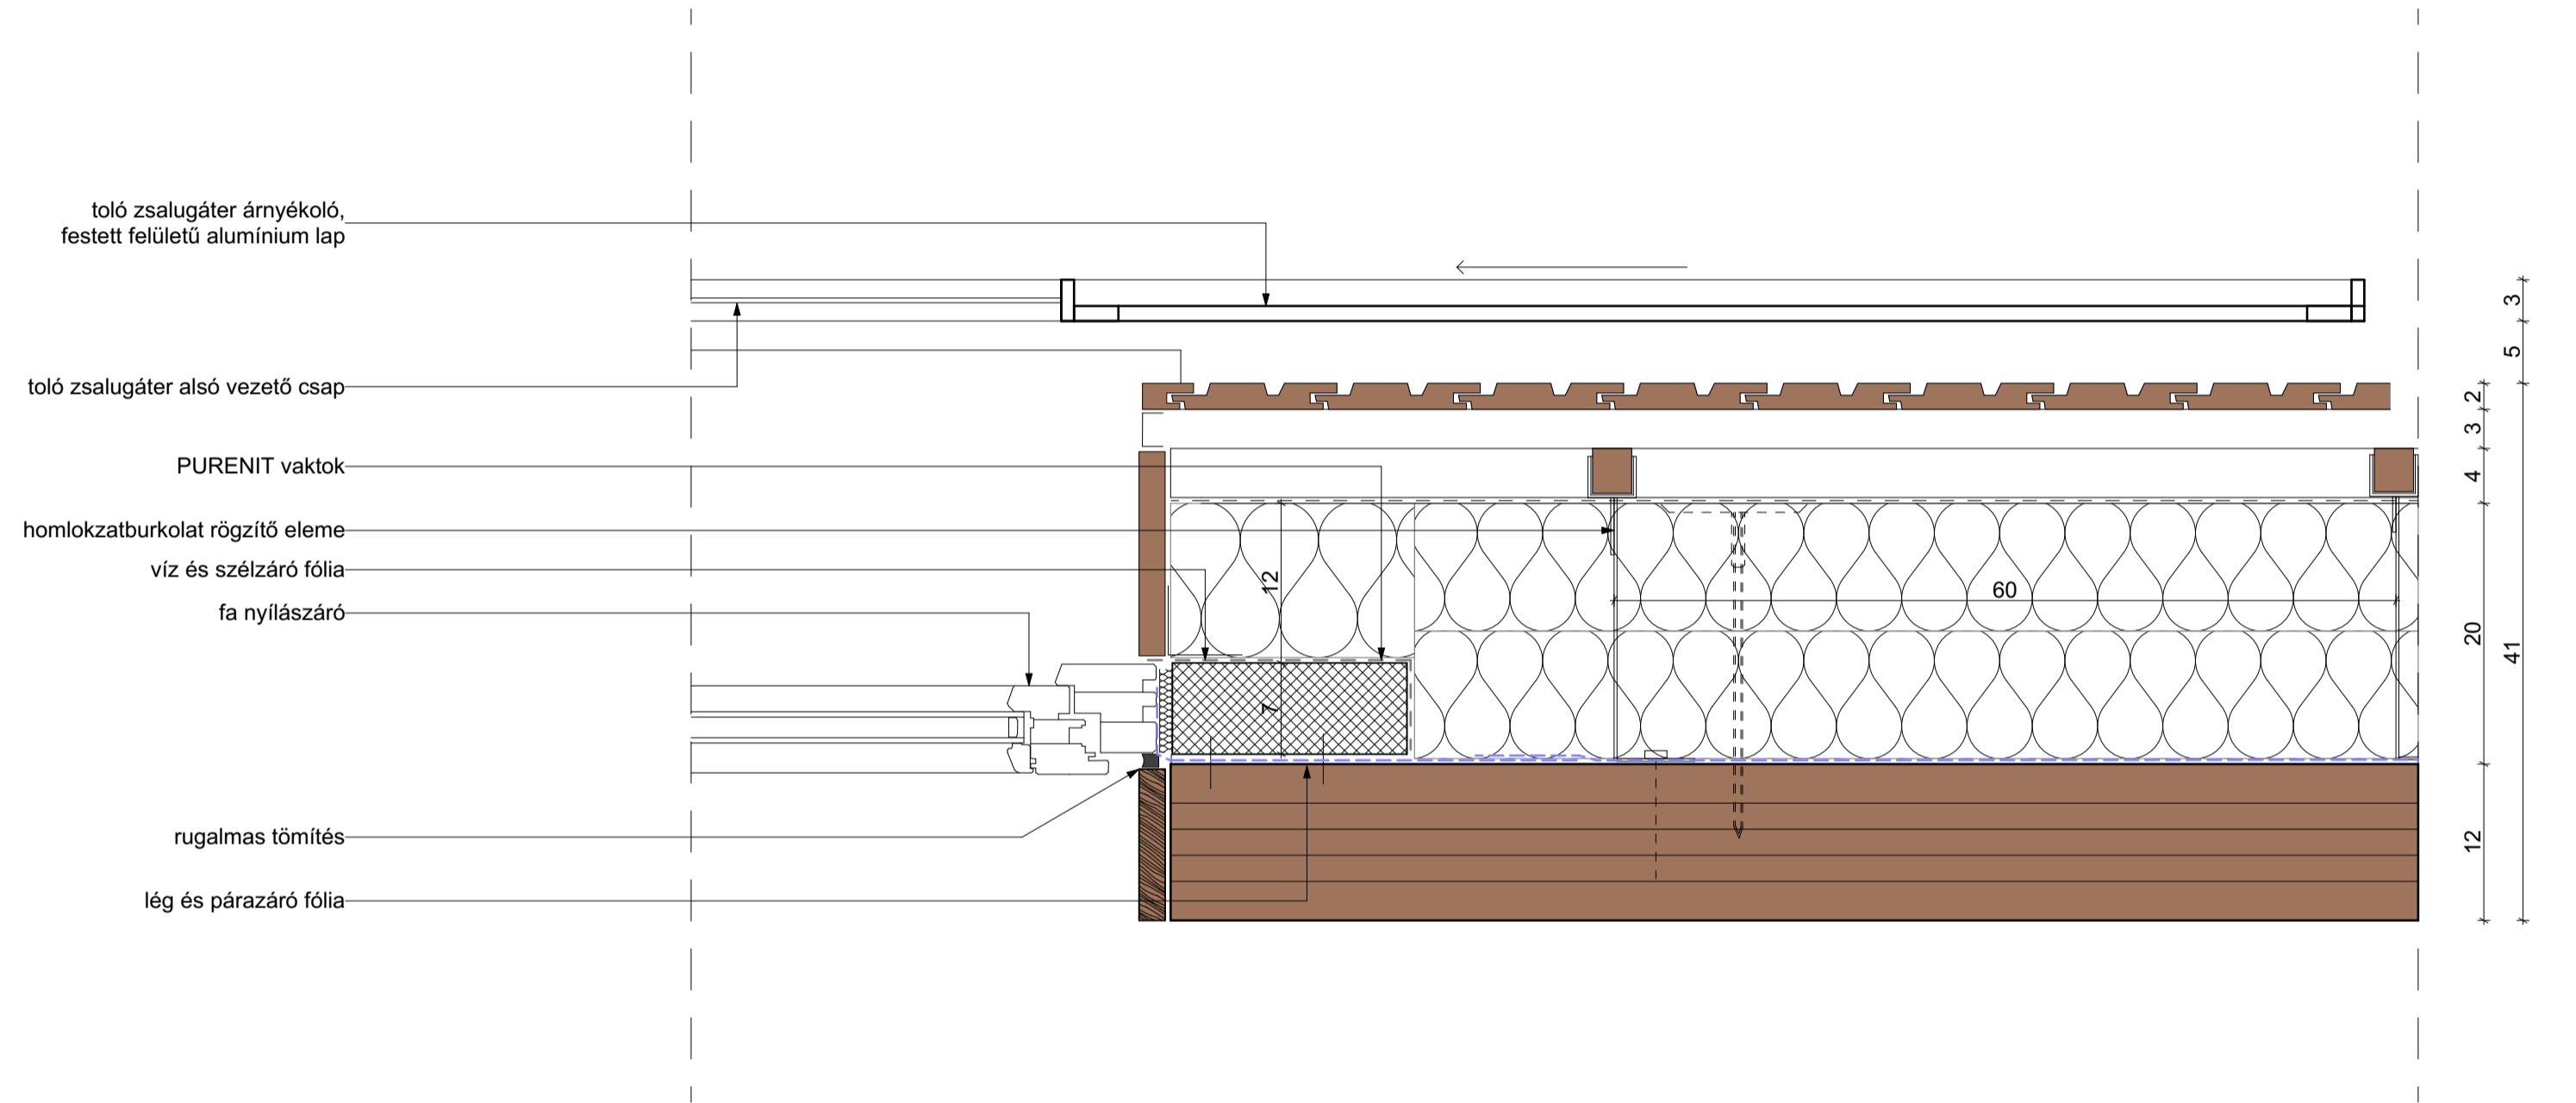 toló zsalugáter árnyékoló,
festett felületű alumínium lap
toló zsalugáter alsó vezető csap
PURENIT vaktok
homlokzatburkolat rögzítő eleme
víz és szélzáró fólia
fa nyílászáró
rugalmas tömítés
lég és párazáró fólia
12
7
60
3
5
2
3
4
20
41
12